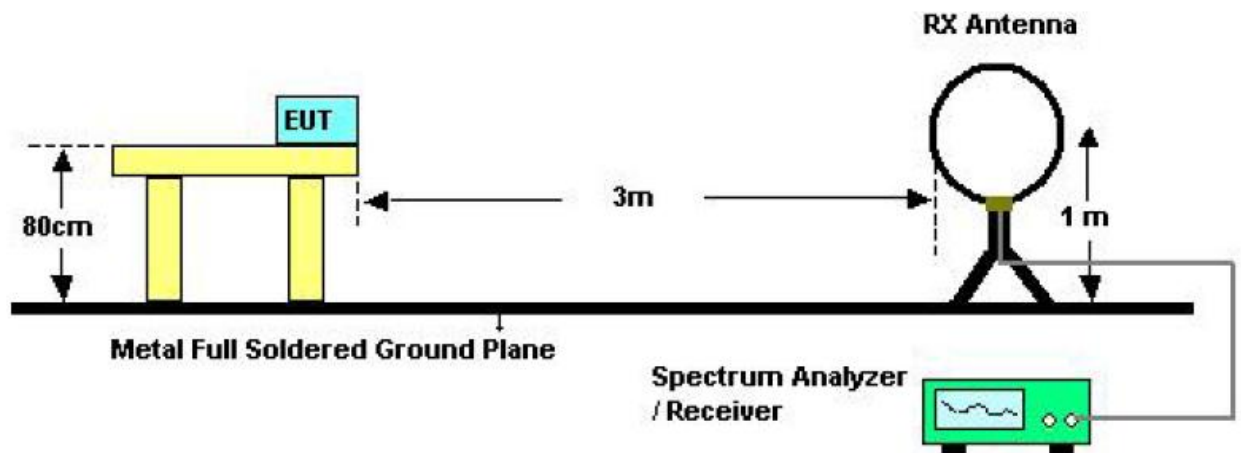 RX Antenna
EUT
80cm
3m
1 m
Metal Full Soldered Ground Plane
Spectrum Analyzer
/ Receiver